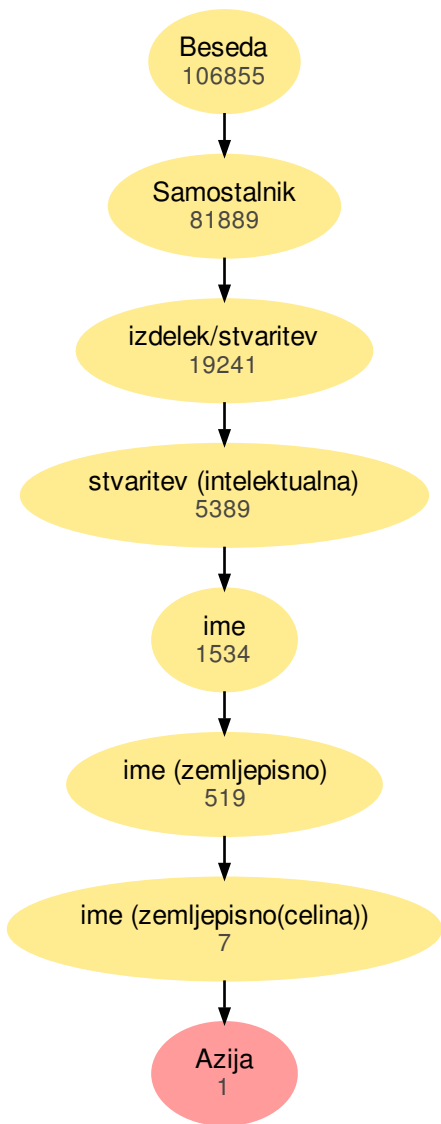 Beseda
106855
Samostalnik
81889
izdelek/stvaritev
19241
stvaritev (intelektualna)
5389
ime
1534
ime (zemljepisno)
519
ime (zemljepisno(celina))
7
Azija
1